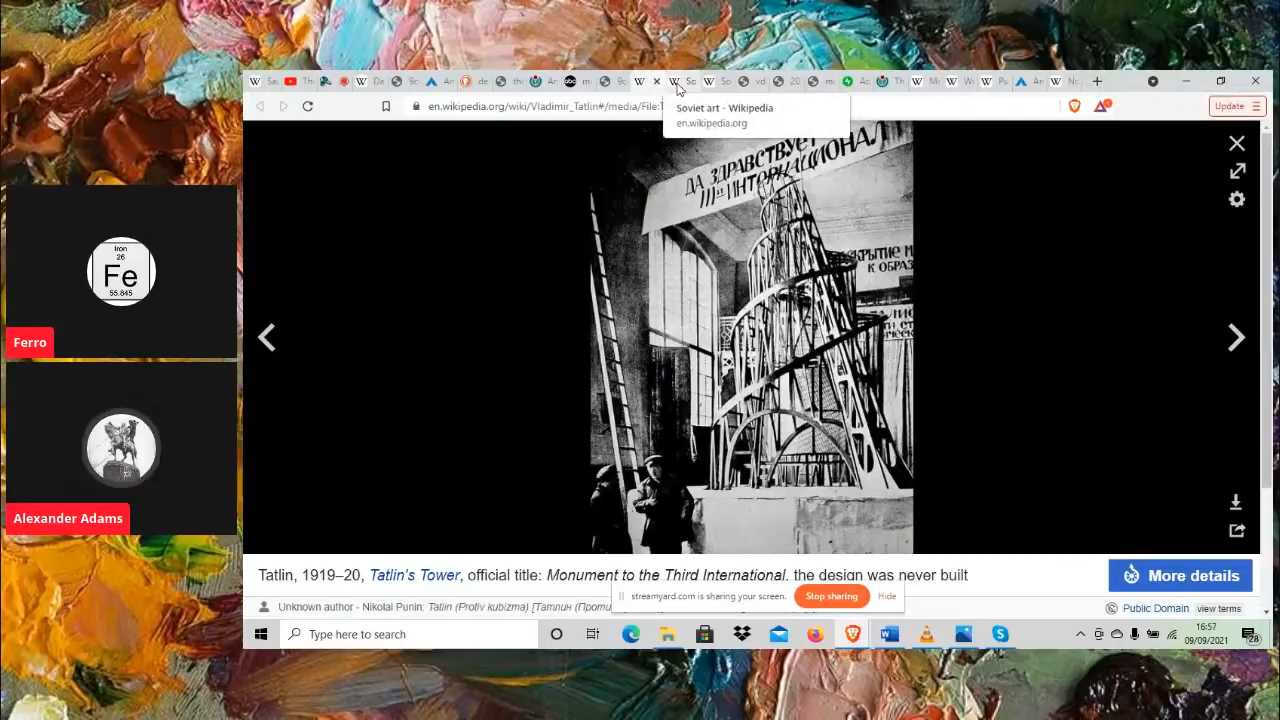 Update
en.wikipedia.org/wiki/Vladimir_Tatlin#/media/File:
Soviet art - Wikipedia
en.wikipedia.org
ДА ЗДРАВСТВУЕТ
III ИНТЕРНАЦИОНАЛ
К ОБРАЗ
Iron
26
Fe
55.845
Ferro
Alexander Adams
Tatlin, 1919–20, Tatlin's Tower, official title: Monument to the Third International, the design was never built
More details
streamyard.com is sharing your screen.
Stop sharing
Hide
Unknown author - Nikolai Punin: Tatlin (Protiv kubizma) [Татлин (Проти
Public Domain
view terms
Type here to search
16:57
09/09/2021
28